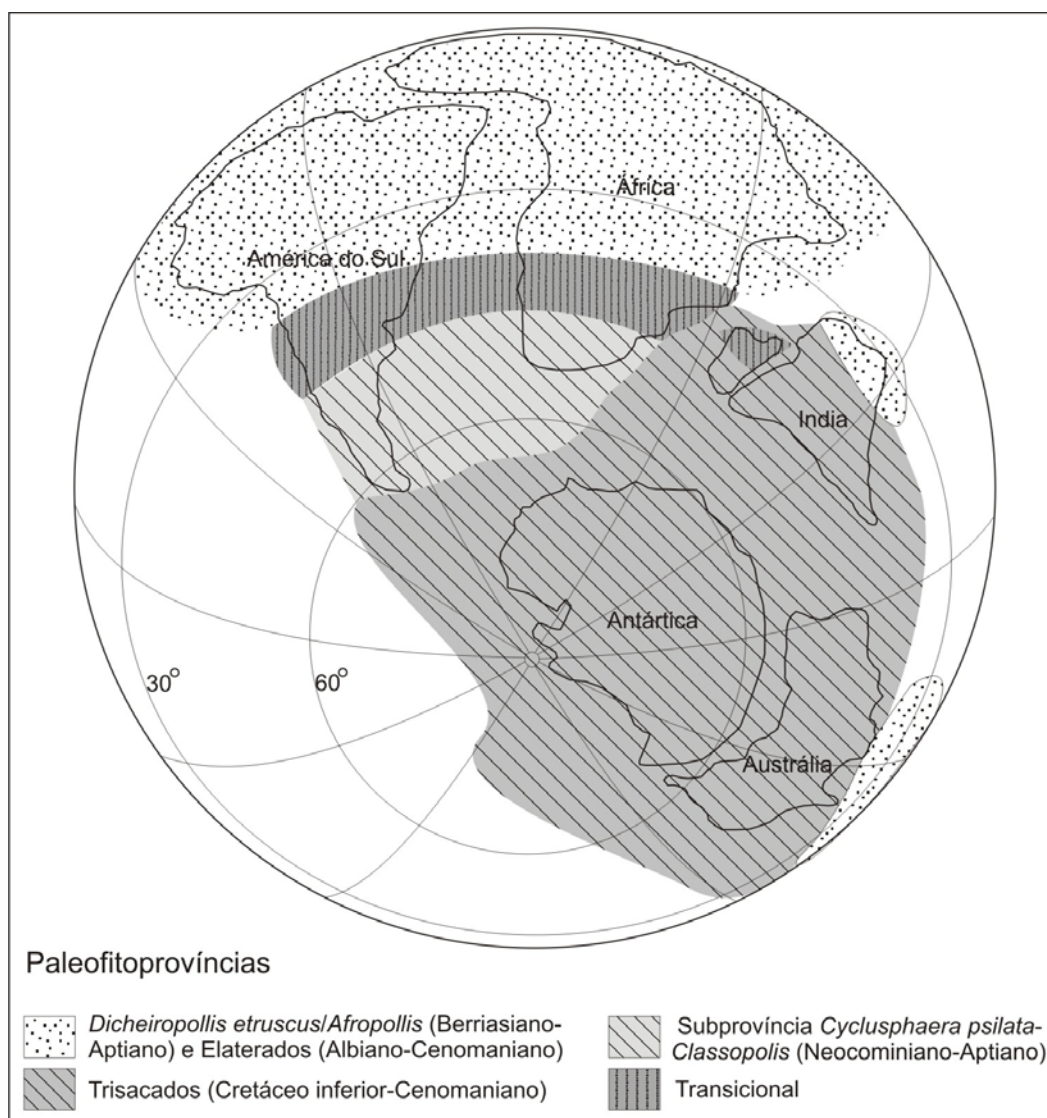 África
América do Sul
India
Antártica
30°
60°
Austrália
Paleofitoprovíncias
Dicheiropollis etruscus/Afropollis (Berriasiano-
Aptiano) e Elaterados (Albiano-Cenomaniano)
Trisacados (Cretáceo inferior-Cenomaniano)
Subprovíncia Cyclusphaera psilata-
Classopolis (Neocominiano-Aptiano)
Transicional